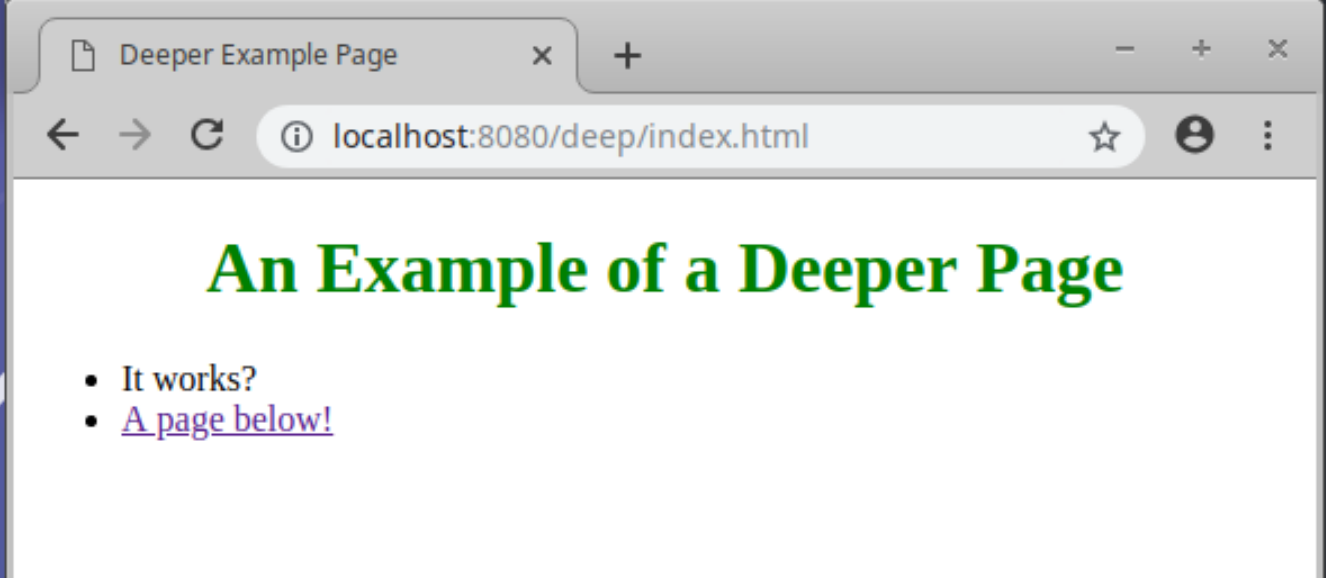 Deeper Example Page
localhost:8080/deep/index.html
An Example of a Deeper Page
It works?
A page below!